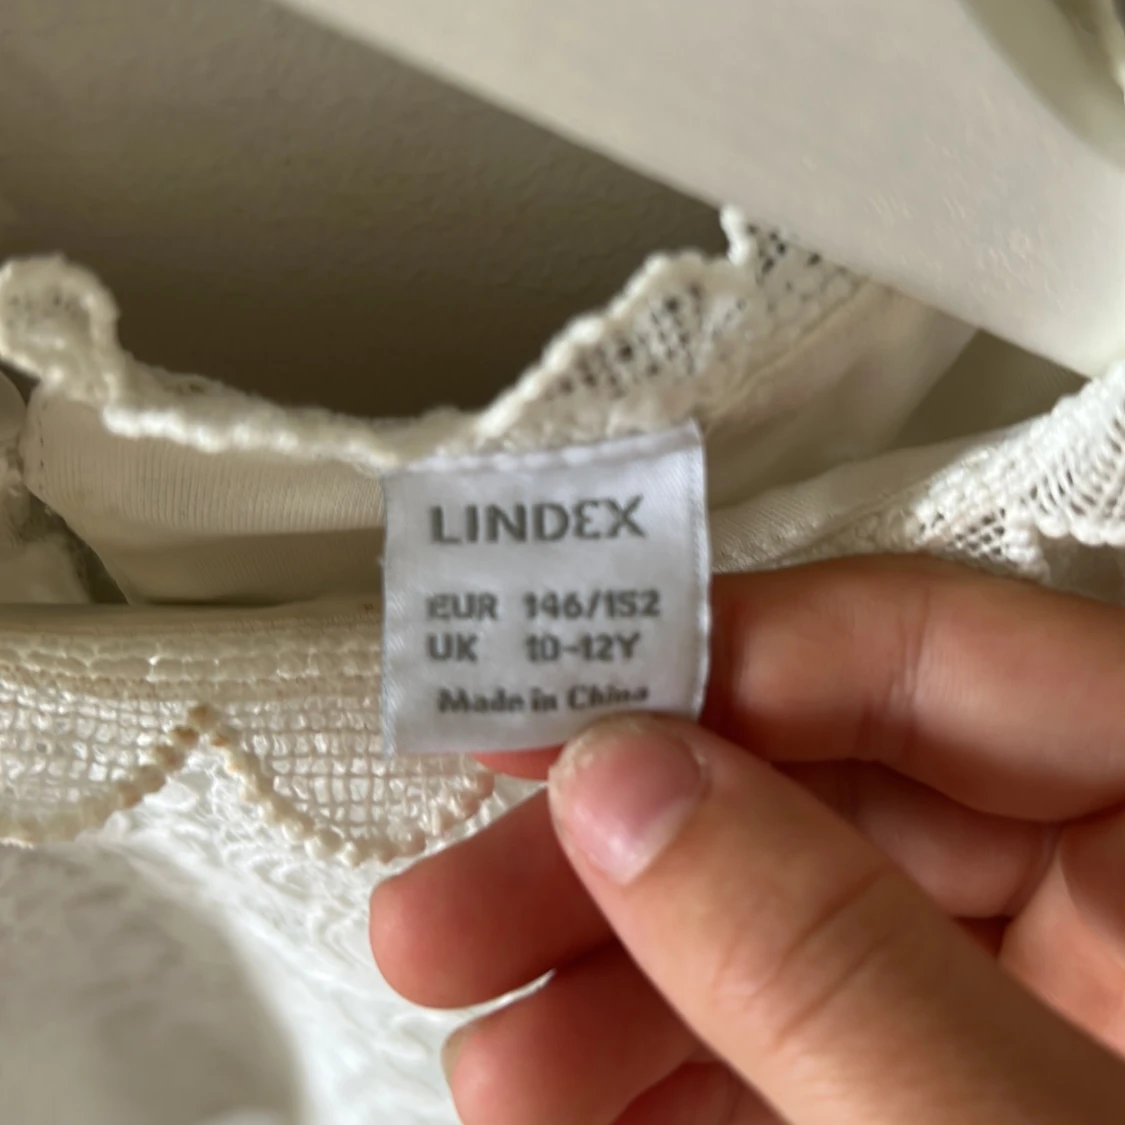 LINDEX
EUR 146/152
UK 10-12Y
Made in China